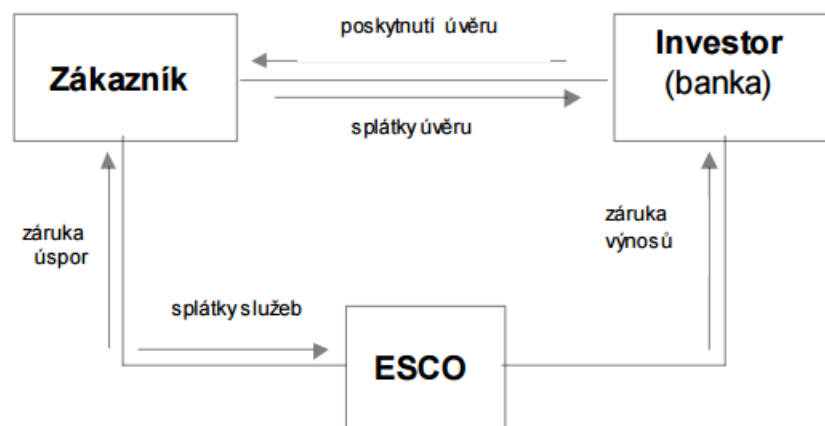 poskytnutí úvěru
Investor
(banka)
Zákazník
splátky úvěru
záruka
úspor
záruka
výnosů
splátky služeb
ESCO